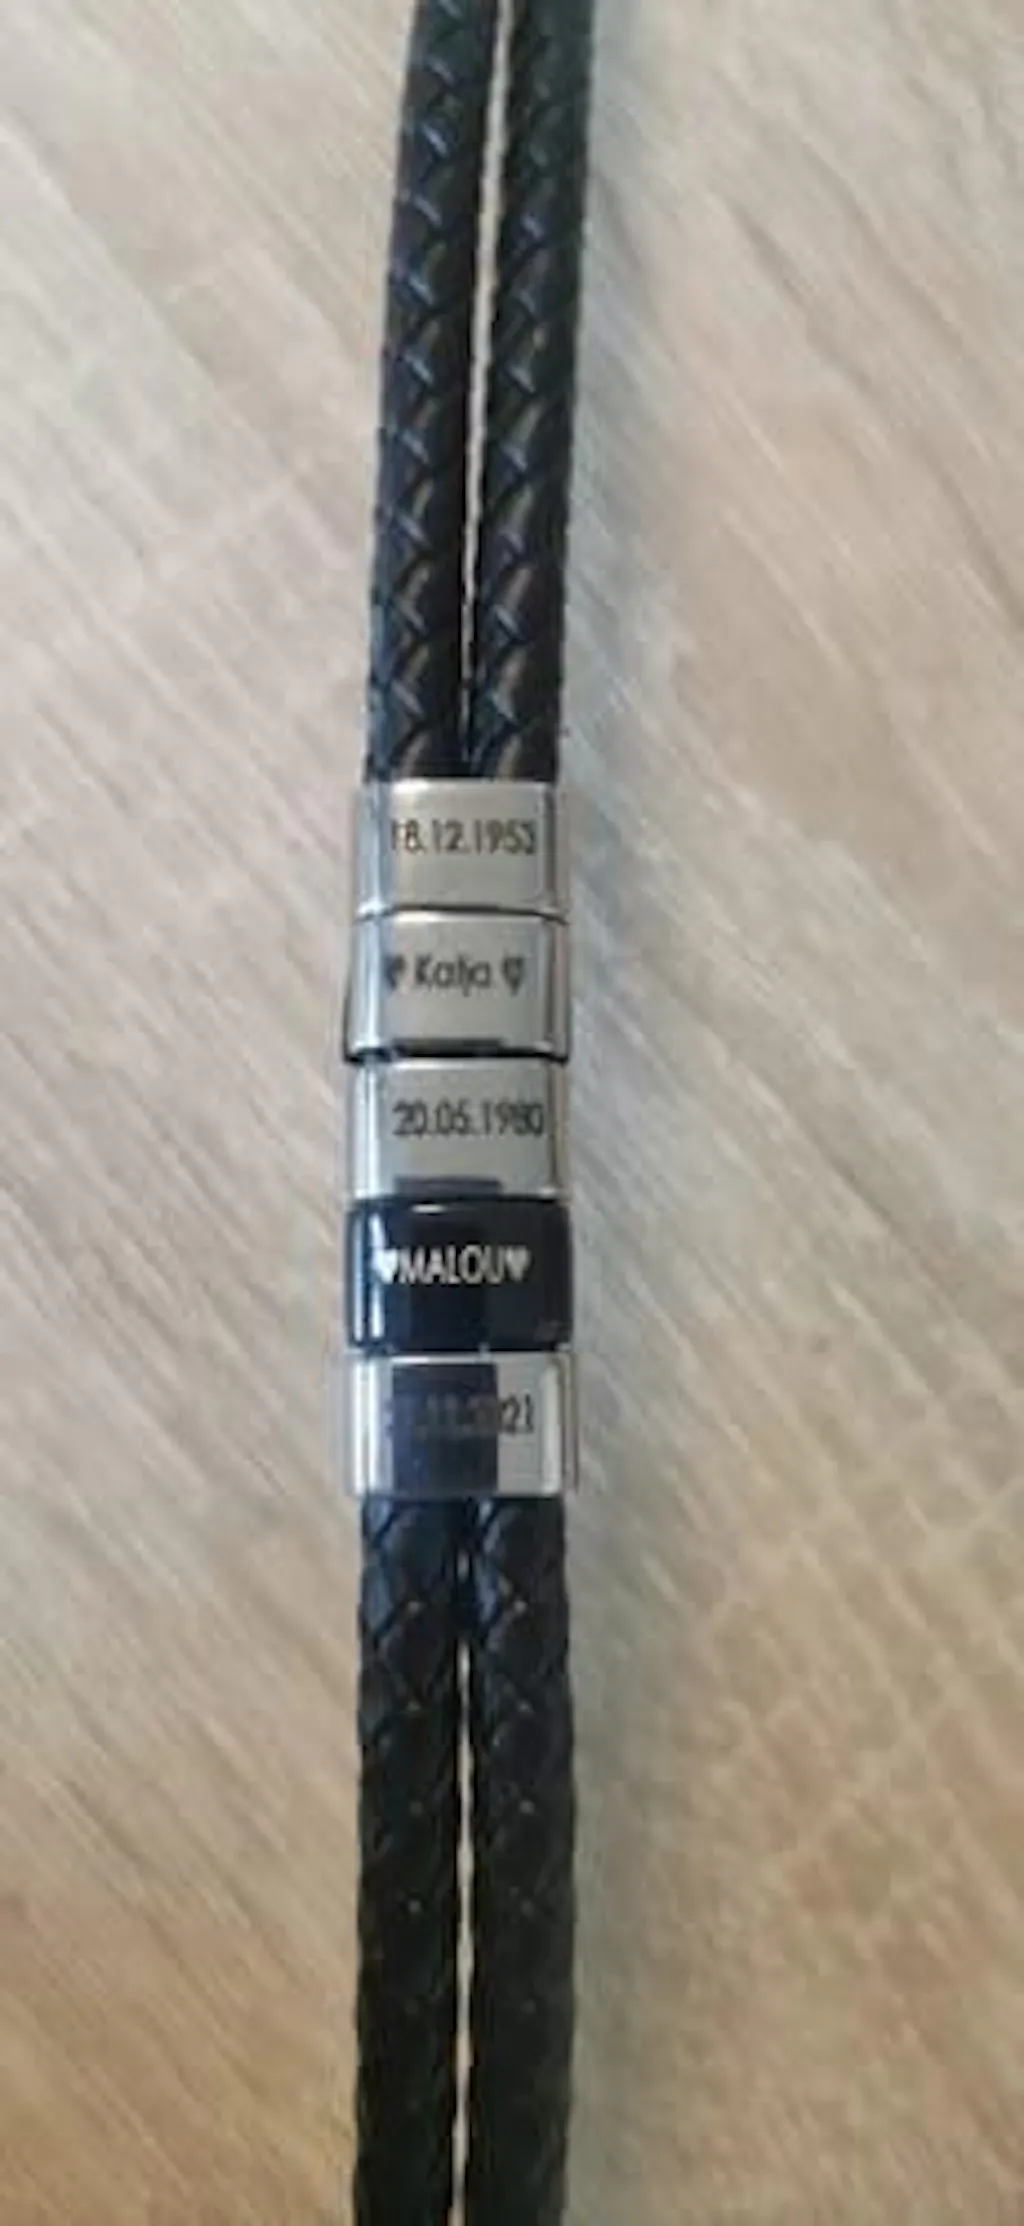 18.12.1953
♥ Katja ♥
20.05.1980
♥MALOU♥